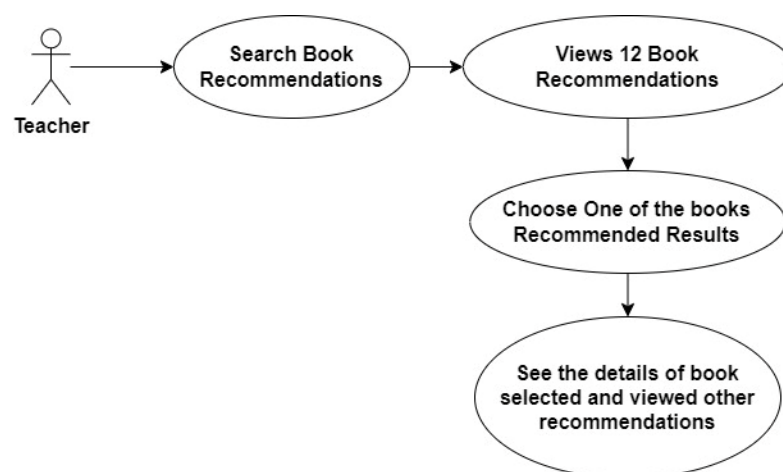 Teacher
Search Book
Recommendations
Views 12 Book
Recommendations
Choose One of the books
Recommended Results
See the details of book
selected and viewed other
recommendations